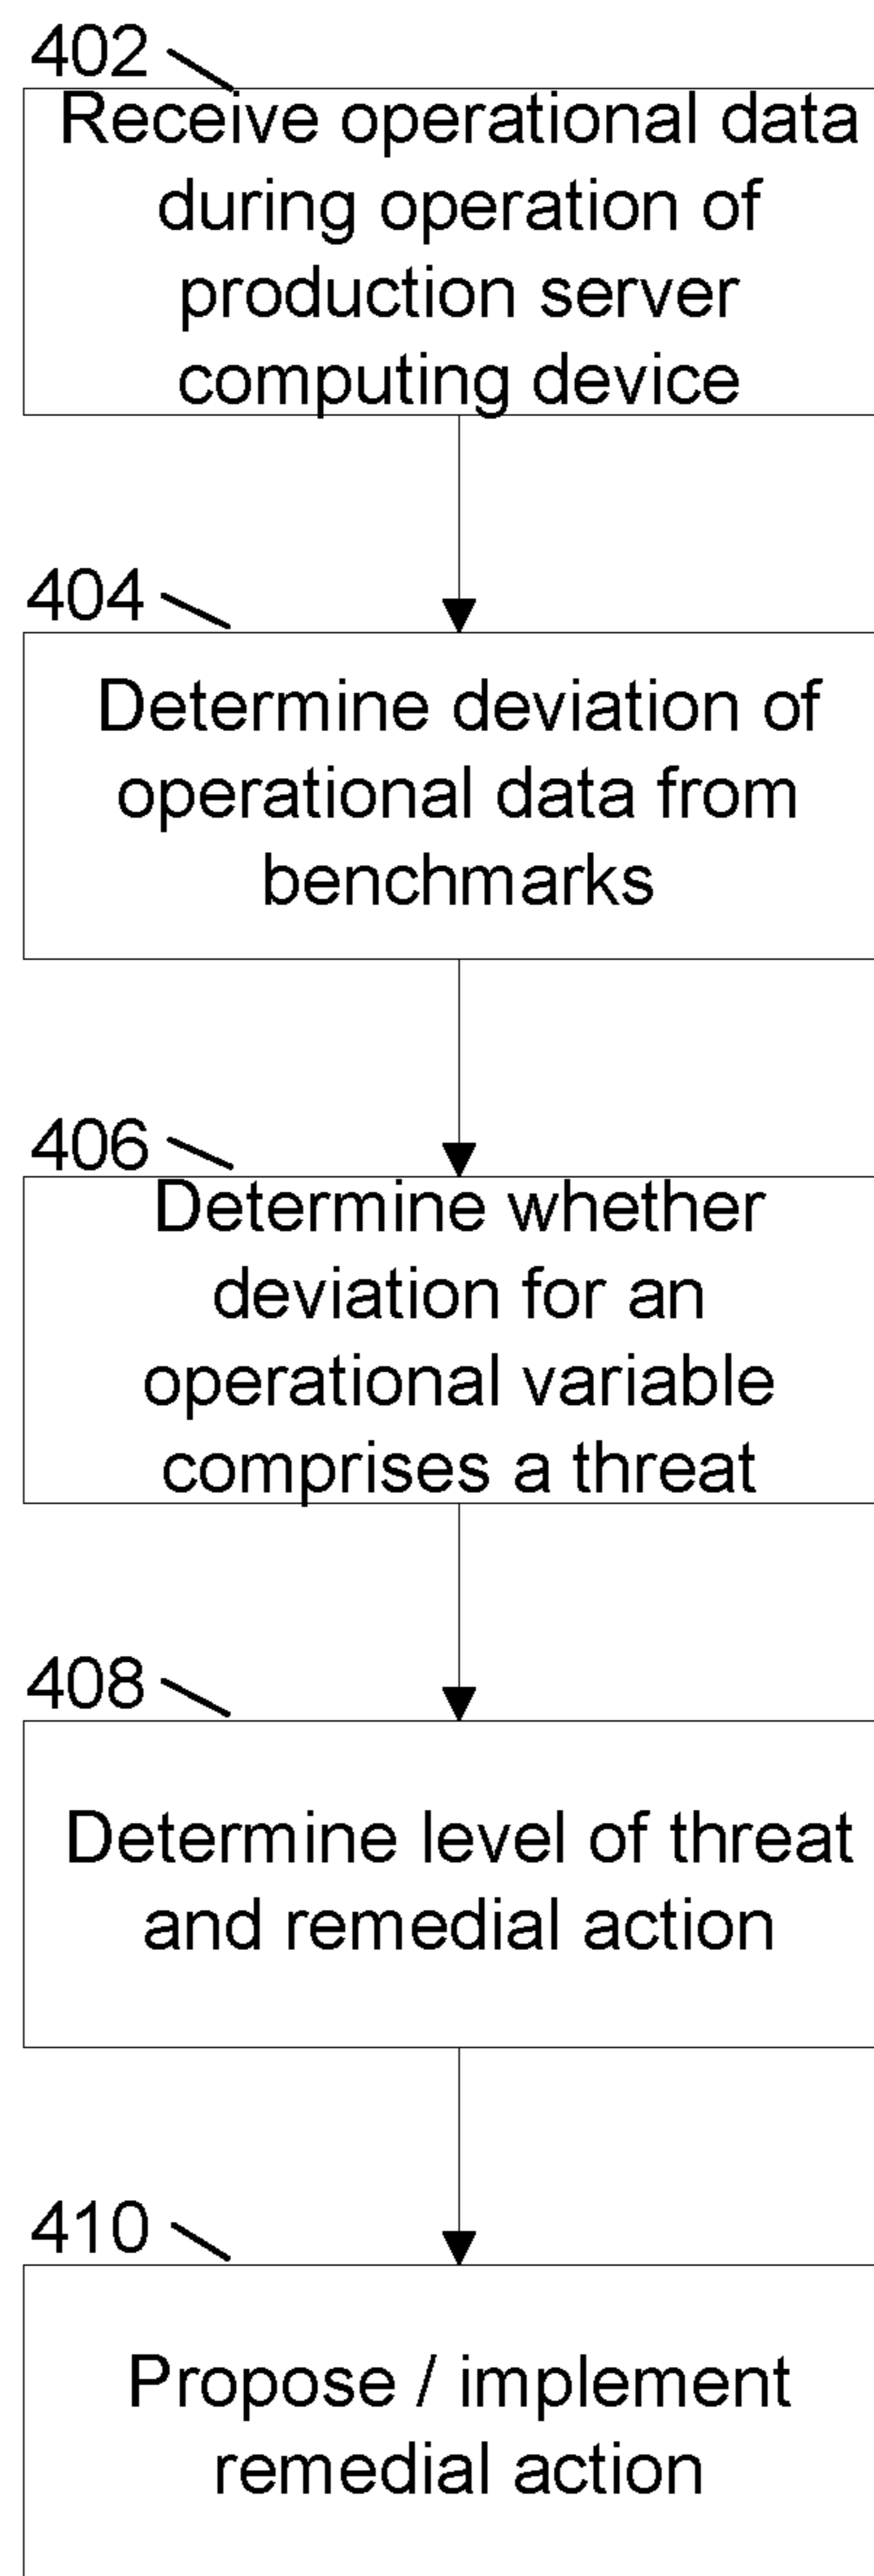 402
Receive operational data
during operation of
production server
computing device
404
Determine deviation of
operational data from
benchmarks
406
Determine whether
deviation for an
operational variable
comprises a threat
408
Determine level of threat
and remedial action
410
Propose / implement
remedial action